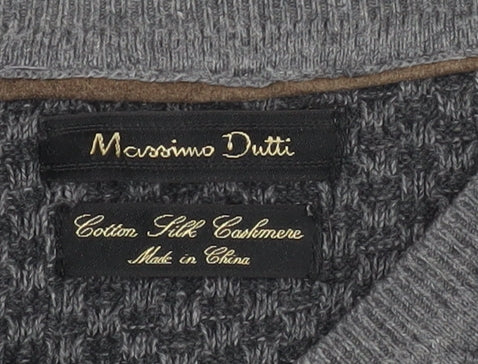 Massimo Dutti
Cotton Silk Cashmere
Made in China